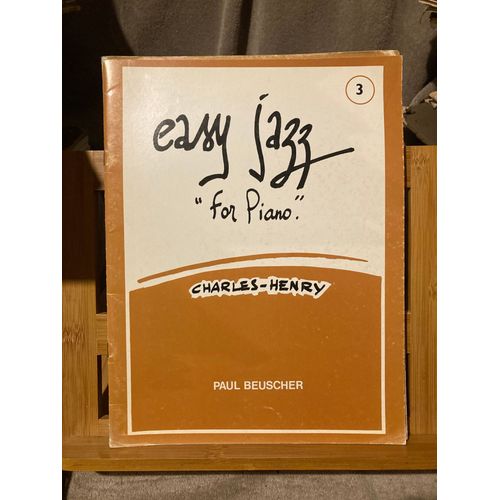 3
easy jazz
"for Piano."
CHARLES-HENRY
PAUL BEUSCHER